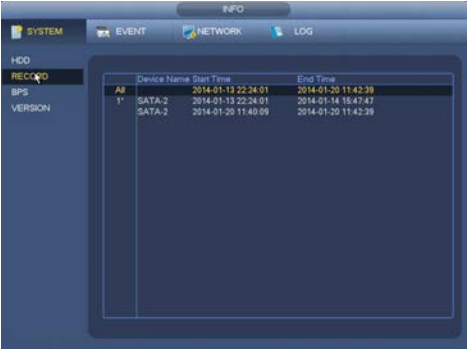 INFO
SYSTEM EVENT NETWORK LOG
HDD
RECORD
BPS
VERSION
Device Name Start Time End Time
All 2014-01-13 22:24:01 2014-01-20 11:42:39
1* SATA-2 2014-01-13 22:24:01 2014-01-14 15:47:47
SATA-2 2014-01-20 11:40:09 2014-01-20 11:42:39